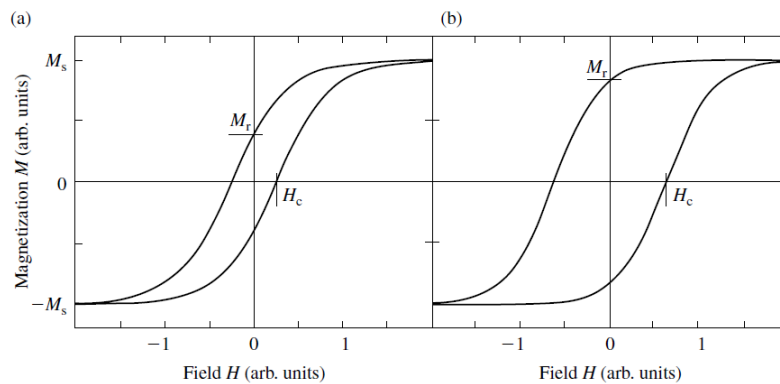 (a)
(b)
Magnetization M (arb. units)
Ms
Mr
0
Hc
−Ms
−1
0
1
Field H (arb. units)
Mr
Hc
−1
0
1
Field H (arb. units)